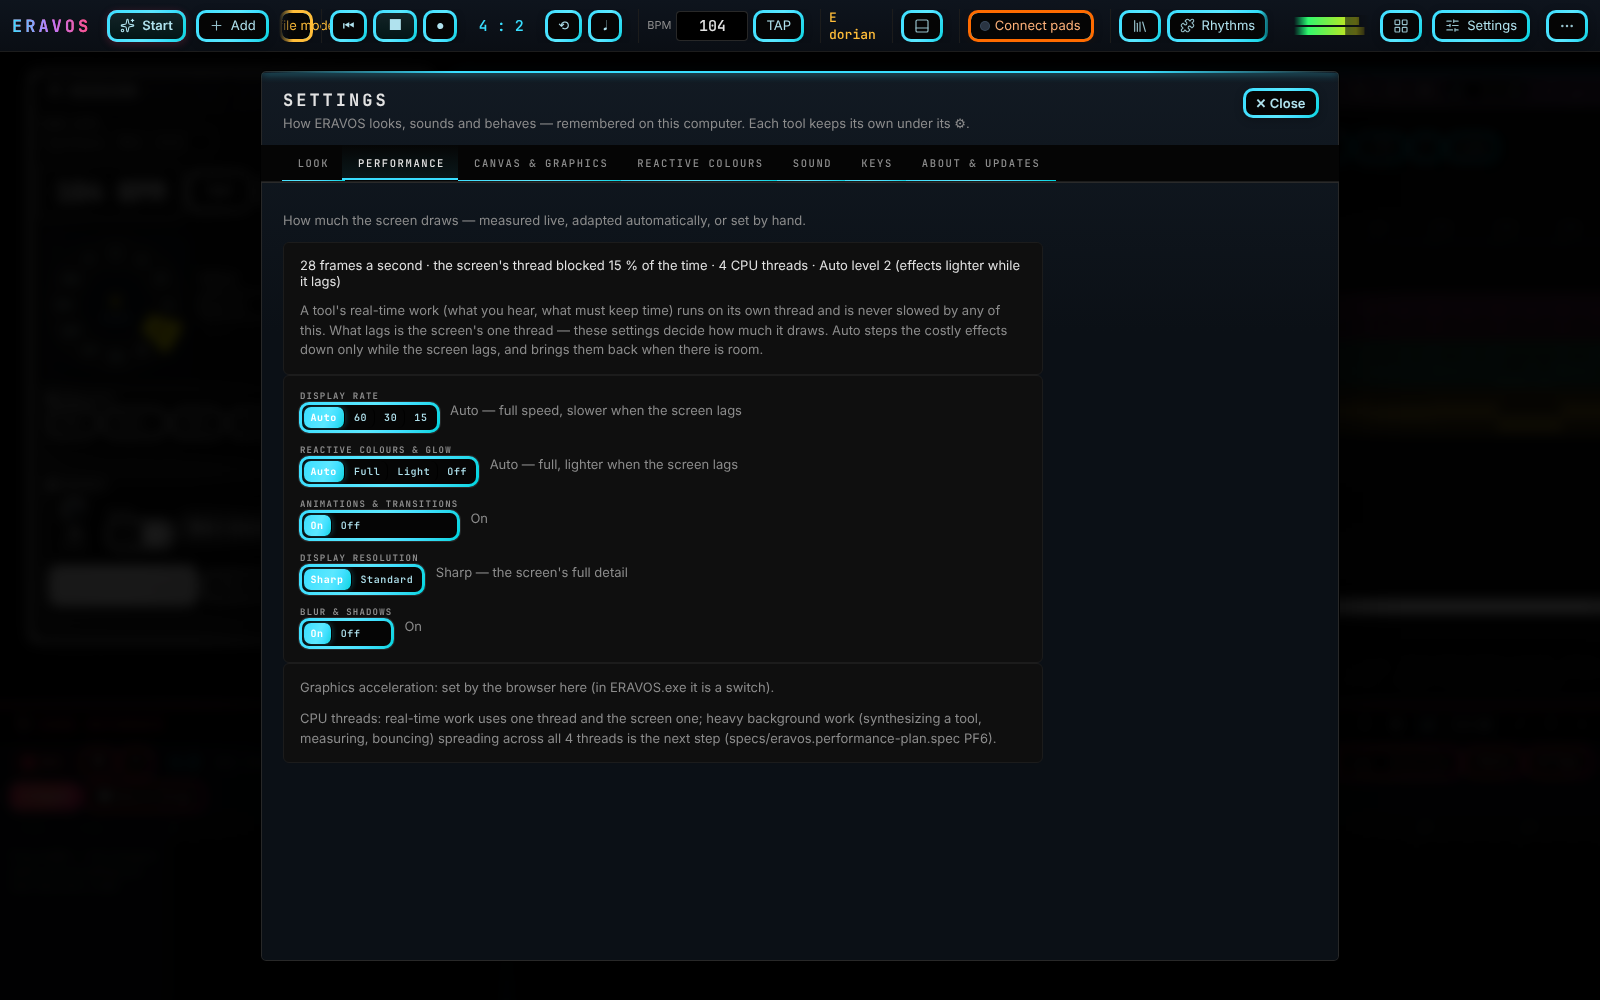 ERAVOS
Start
Add
ile mod
4 : 2
BPM
104
TAP
E
dorian
Connect pads
Rhythms
Settings
SETTINGS
How ERAVOS looks, sounds and behaves — remembered on this computer. Each tool keeps its own under its ⚙.
✕ Close
LOOK
PERFORMANCE
CANVAS & GRAPHICS
REACTIVE COLOURS
SOUND
KEYS
ABOUT & UPDATES
How much the screen draws — measured live, adapted automatically, or set by hand.
28 frames a second · the screen's thread blocked 15 % of the time · 4 CPU threads · Auto level 2 (effects lighter while
it lags)
A tool's real-time work (what you hear, what must keep time) runs on its own thread and is never slowed by any of
this. What lags is the screen's one thread — these settings decide how much it draws. Auto steps the costly effects
down only while the screen lags, and brings them back when there is room.
DISPLAY RATE
Auto 60 30 15
Auto — full speed, slower when the screen lags
REACTIVE COLOURS & GLOW
Auto Full Light Off
Auto — full, lighter when the screen lags
ANIMATIONS & TRANSITIONS
On Off
On
DISPLAY RESOLUTION
Sharp Standard
Sharp — the screen's full detail
BLUR & SHADOWS
On Off
On
Graphics acceleration: set by the browser here (in ERAVOS.exe it is a switch).
CPU threads: real-time work uses one thread and the screen one; heavy background work (synthesizing a tool,
measuring, bouncing) spreading across all 4 threads is the next step (specs/eravos.performance-plan.spec PF6).